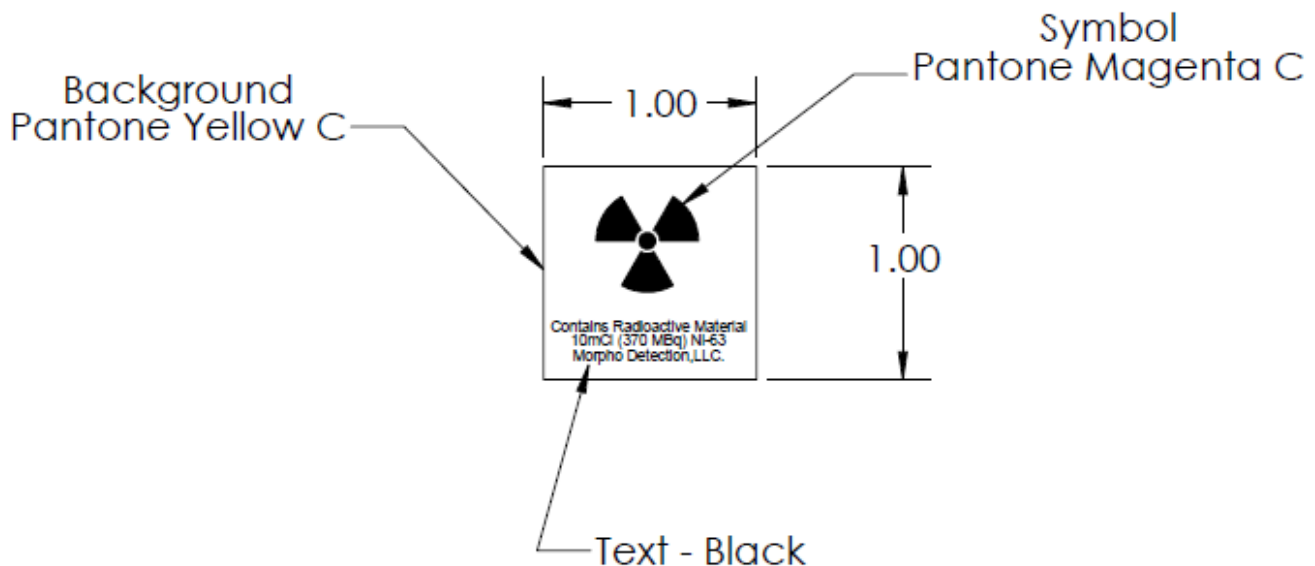 Symbol
Pantone Magenta C
Background
Pantone Yellow C
1.00
1.00
Contains Radioactive Material
10mCi (370 MBq) Ni-63
Morpho Detection,LLC.
Text - Black